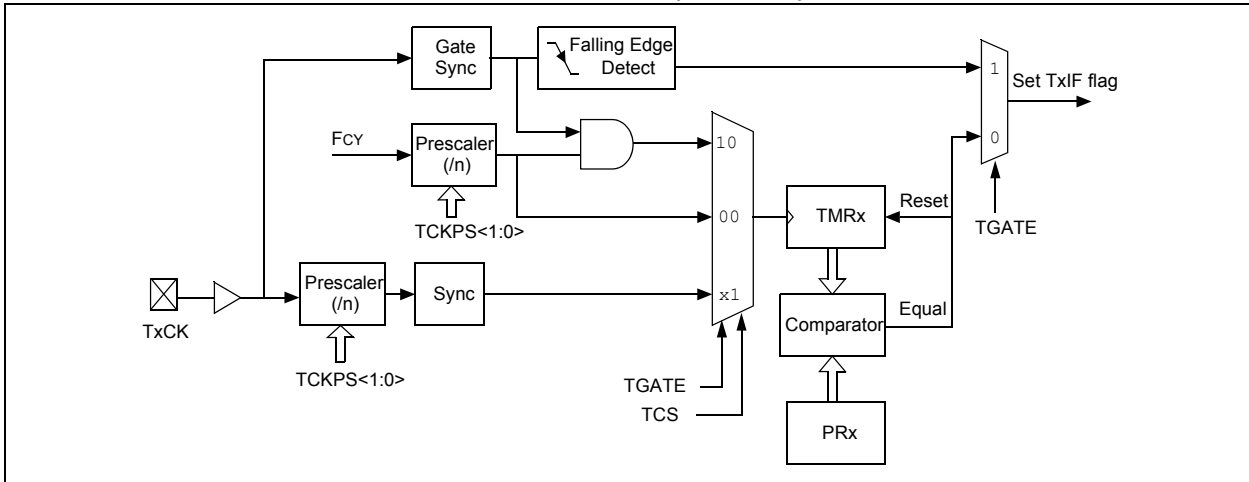 Gate
Sync
Falling Edge
Detect
1
Set TxIF flag
0
FCY
Prescaler
(/n)
10
TCKPS<1:0>
00
TMRx
Reset
TGATE
TxCK
Prescaler
(/n)
Sync
x1
Comparator
Equal
TCKPS<1:0>
TGATE
TCS
PRx